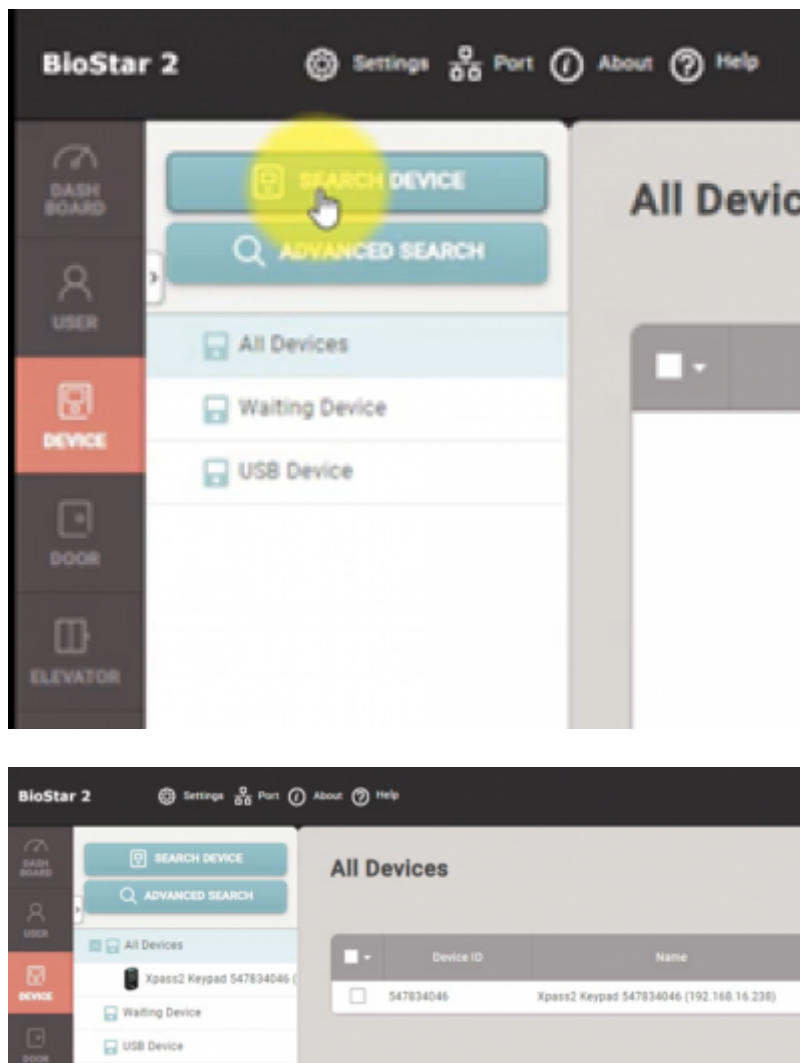 BioStar 2 Settings Port About Help
DASH
BOARD
SEARCH DEVICE
ADVANCED SEARCH
USER
All Devic
All Devices
Waiting Device
DEVICE
USB Device
DOOR
ELEVATOR
BioStar 2 Settings Port About Help
DASH
BOARD
SEARCH DEVICE
ADVANCED SEARCH
All Devices
USER
All Devices
Device ID Name
Xpass2 Keypad 547834046 (
547834046 Xpass2 Keypad 547834046 (192.168.16.238)
DEVICE
Waiting Device
USB Device
DOOR